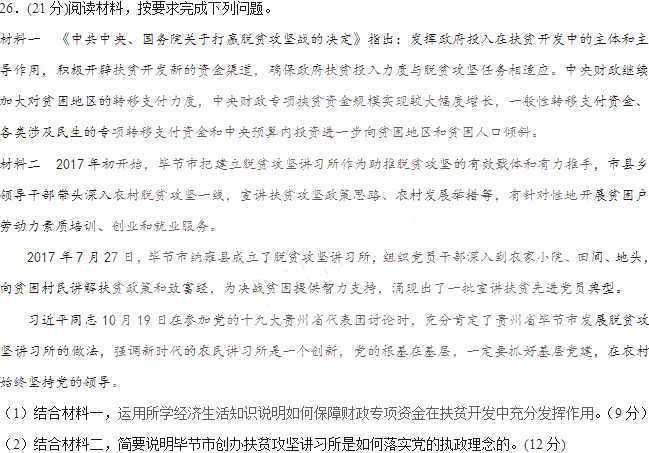 26．(21 分)阅读材料，按要求完成下列问题。
材料一　《中共中央、国务院关于打赢脱贫攻坚战的决定》指出：发挥政府投入在扶贫开发中的主体和主
导作用，积极开辟扶贫开发新的资金渠道，确保政府扶贫投入力度与脱贫攻坚任务相适应。中央财政继续
加大对贫困地区的转移支付力度，中央财政专项扶贫资金规模实现较大幅度增长，一般性转移支付资金、
各类涉及民生的专项转移支付资金和中央预算内投资进一步向贫困地区和贫困人口倾斜。
材料二　2017 年初开始，毕节市把建立脱贫攻坚讲习所作为助推脱贫攻坚的有效载体和有力推手，市县乡
领导干部带头深入农村脱贫攻坚一线，宣讲扶贫攻坚政策思路、农村发展举措等，有针对性地开展贫困户
劳动力素质培训、创业和就业服务。
2017 年 7 月 27 日，毕节市纳雍县成立了脱贫攻坚讲习所，组织党员干部深入到农家小院、田间、地头，
向贫困村民讲解扶贫政策和致富经，为决战贫困提供智力支持，涌现出了一批宣讲扶贫先进党员典型。
习近平同志 10 月 19 日在参加党的十九大贵州省代表团讨论时，充分肯定了贵州省毕节市发展脱贫攻
坚讲习所的做法，强调新时代的农民讲习所是一个创新，党的根基在基层，一定要抓好基层党建，在农村
始终坚持党的领导。
（1）结合材料一，运用所学经济生活知识说明如何保障财政专项资金在扶贫开发中充分发挥作用。（9 分）
（2）结合材料二，简要说明毕节市创办扶贫攻坚讲习所是如何落实党的执政理念的。(12 分)